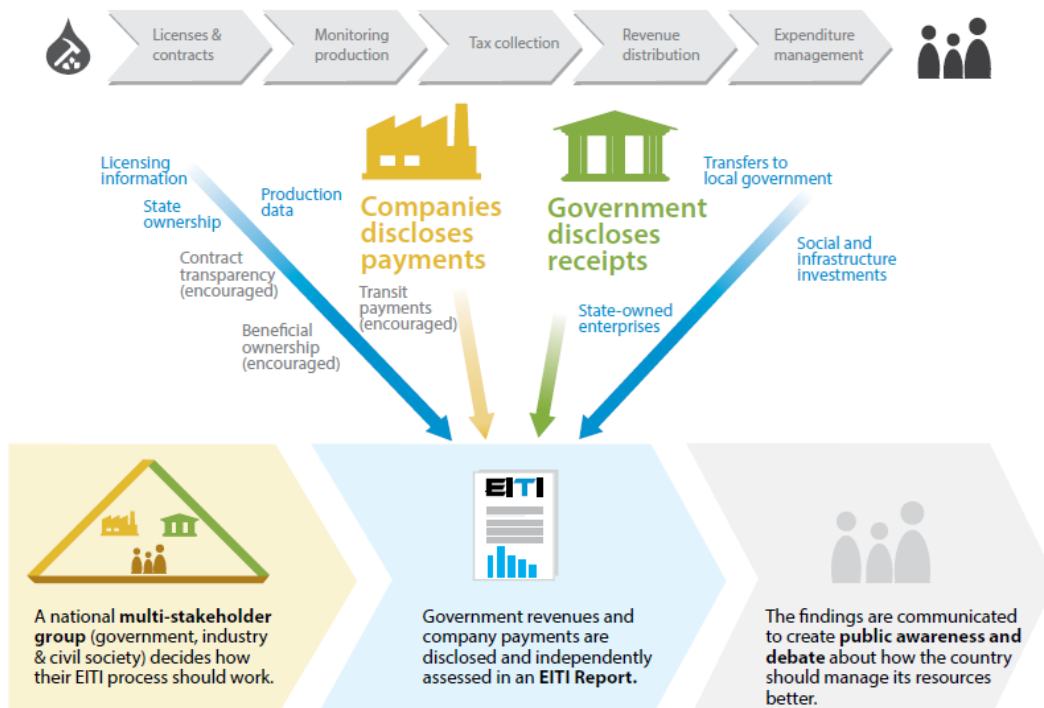 Licenses &
contracts
Monitoring
production
Tax collection
Revenue
distribution
Expenditure
management
Licensing
information
State
ownership
Production
data
Contract
transparency
(encouraged)
Beneficial
ownership
(encouraged)
Companies
discloses
payments
Transit
payments
(encouraged)
Government
discloses
receipts
State-owned
enterprises
Transfers to
local government
Social and
infrastructure
investments
EITI
A national multi-stakeholder
group (government, industry
& civil society) decides how
their EITI process should work.
Government revenues and
company payments are
disclosed and independently
assessed in an EITI Report.
The findings are communicated
to create public awareness and
debate about how the country
should manage its resources
better.